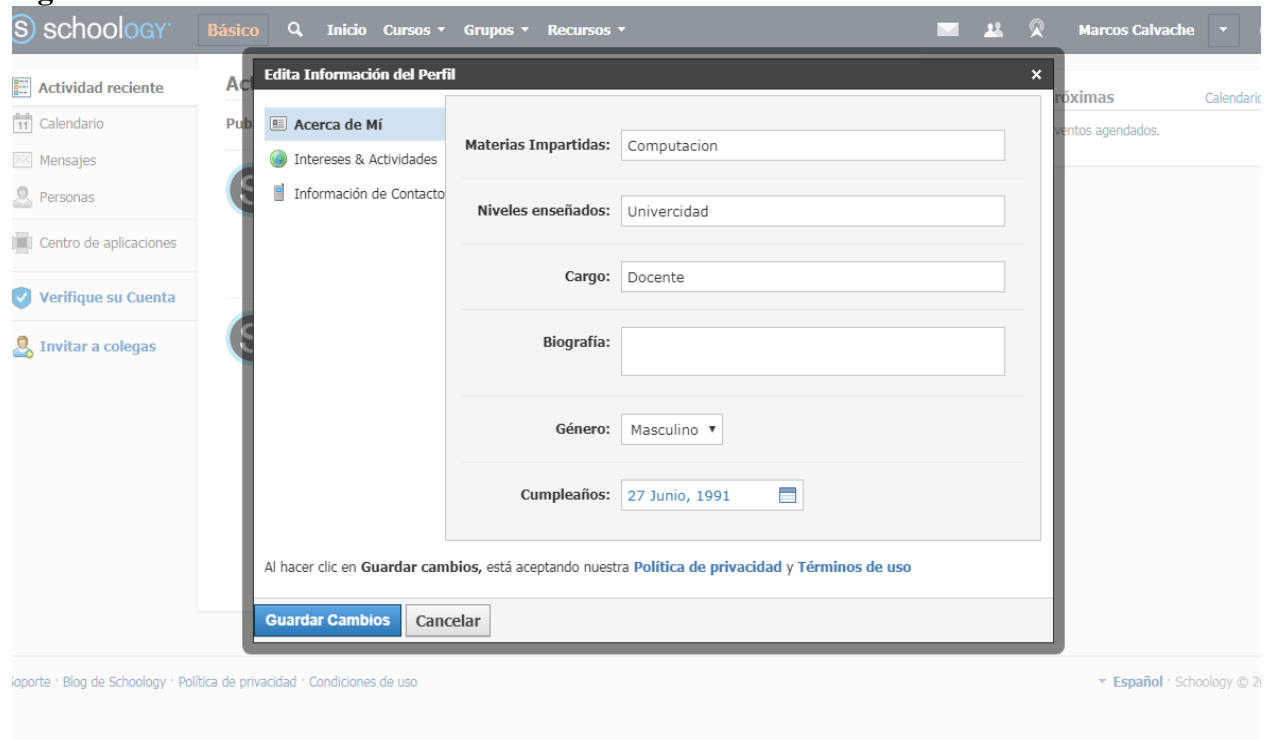 schoology Básico Inicio Cursos Grupos Recursos Marcos Calvache
Actividad reciente
Calendario
11
Mensajes
Personas
Centro de aplicaciones
Verifique su Cuenta
Invitar a colegas
Edita Información del Perfil ×
Acerca de Mí
Intereses & Actividades
Información de Contacto
Materias Impartidas: Computacion
Niveles enseñados: Univercidad
Cargo: Docente
Biografía:
Género: Masculino
Cumpleaños: 27 Junio, 1991
Al hacer clic en Guardar cambios, está aceptando nuestra Política de privacidad y Términos de uso
Guardar Cambios Cancelar
róximas Calendario
ventos agendados.
Soporte · Blog de Schoology · Política de privacidad · Condiciones de uso
Español · Schoology ©